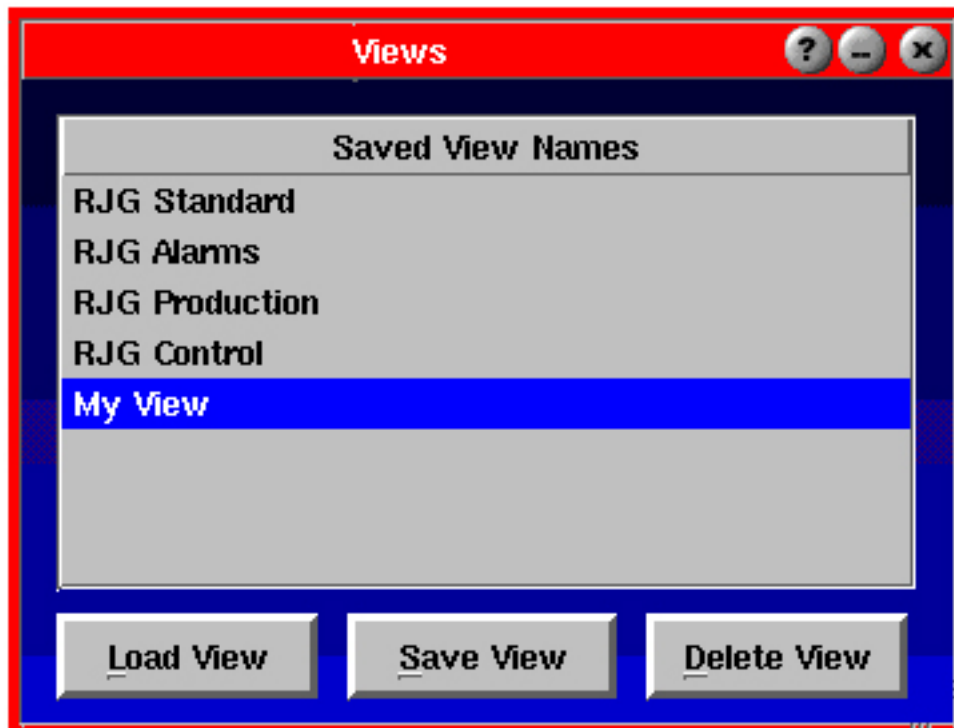 Views
? – x
Saved View Names
RJG Standard
RJG Alarms
RJG Production
RJG Control
My View
Load View Save View Delete View